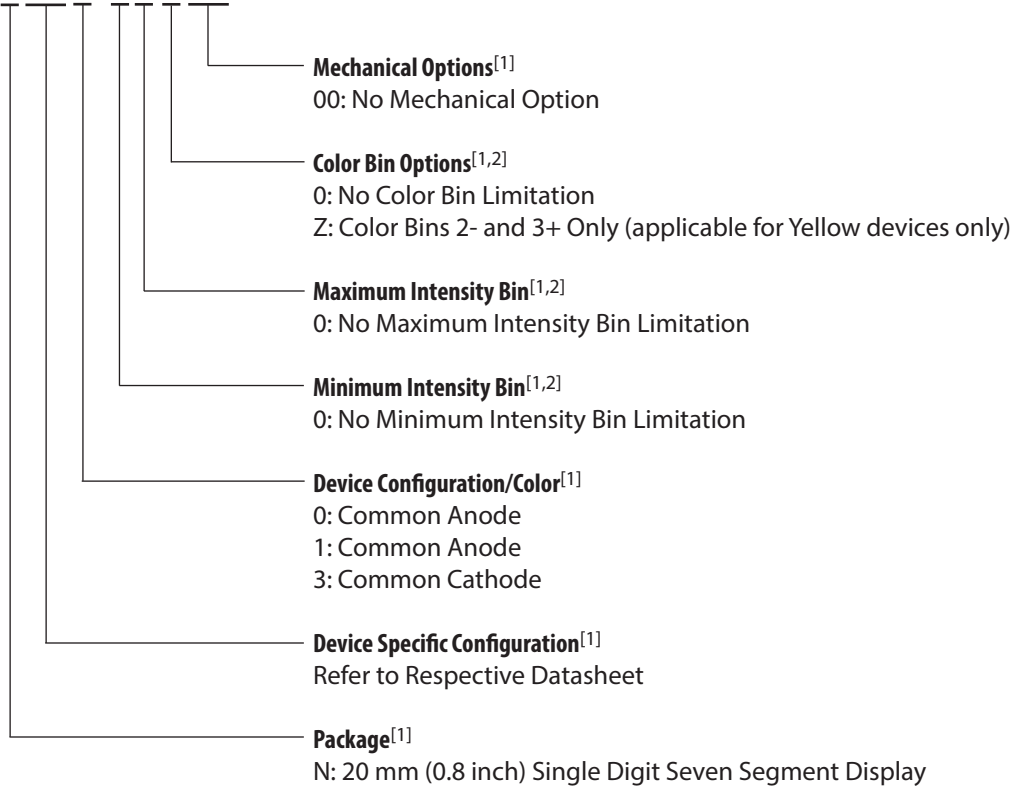 Mechanical Options[1]
00: No Mechanical Option
Color Bin Options[1,2]
0: No Color Bin Limitation
Z: Color Bins 2- and 3+ Only (applicable for Yellow devices only)
Maximum Intensity Bin[1,2]
0: No Maximum Intensity Bin Limitation
Minimum Intensity Bin[1,2]
0: No Minimum Intensity Bin Limitation
Device Configuration/Color[1]
0: Common Anode
1: Common Anode
3: Common Cathode
Device Specific Configuration[1]
Refer to Respective Datasheet
Package[1]
N: 20 mm (0.8 inch) Single Digit Seven Segment Display